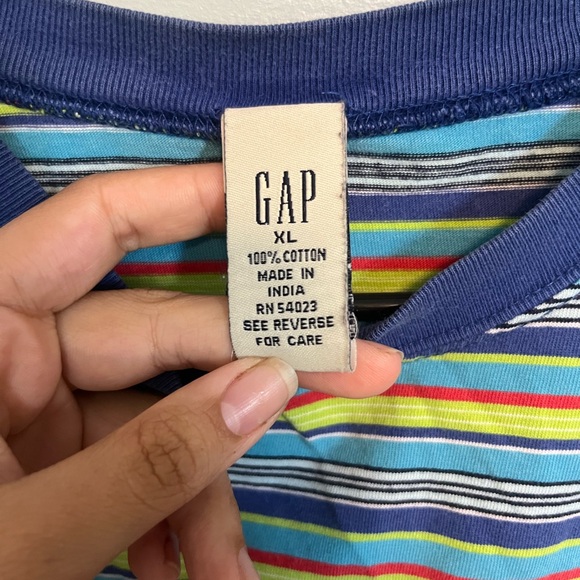 GAP
XL
100% COTTON
MADE IN
INDIA
RN 54023
SEE REVERSE
FOR CARE